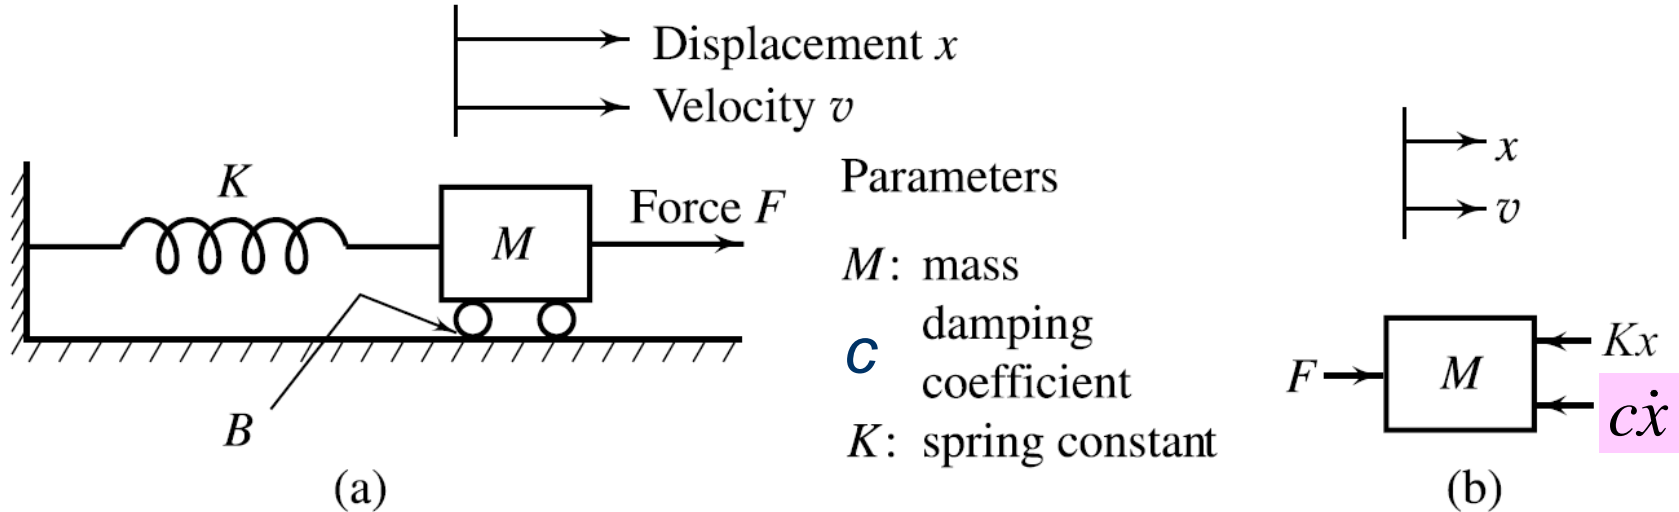 Displacement x
Velocity v
K
M
Force F
B
(a)
Parameters
M: mass
c damping
coefficient
K: spring constant
x
v
F
M
Kx
cẋ
(b)